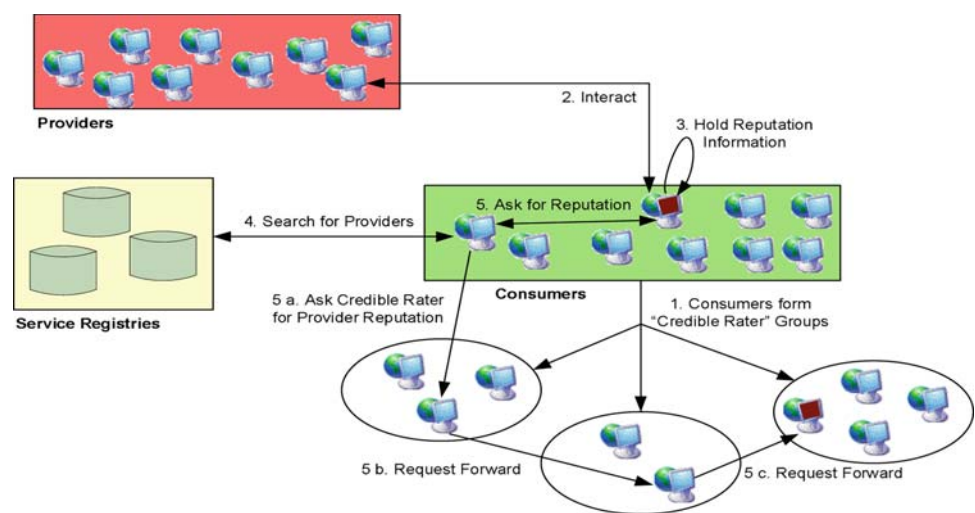 Providers
2. Interact
3. Hold Reputation
Information
5. Ask for Reputation
4. Search for Providers
Consumers
Service Registries
5 a. Ask Credible Rater
for Provider Reputation
1. Consumers form
“Credible Rater” Groups
5 b. Request Forward
5 c. Request Forward